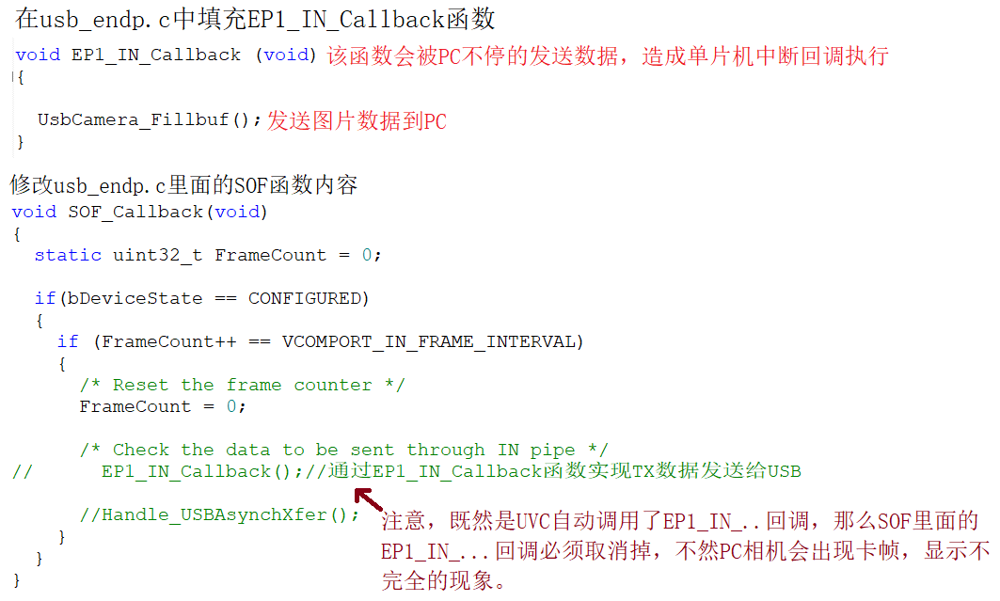 在usb_endp.c中填充EP1_IN_Callback函数
void EP1_IN_Callback (void) 该函数会被PC不停的发送数据，造成单片机中断回调执行
{
UsbCamera_Fillbuf(); 发送图片数据到PC
}
修改usb_endp.c里面的SOF函数内容
void SOF_Callback(void)
{
static uint32_t FrameCount = 0;
if(bDeviceState == CONFIGURED)
{
if (FrameCount++ == VCOMPORT_IN_FRAME_INTERVAL)
{
/* Reset the frame counter */
FrameCount = 0;
/* Check the data to be sent through IN pipe */
// EP1_IN_Callback();//通过EP1_IN_Callback函数实现TX数据发送给USB
//Handle_USBAsynchXfer();
注意，既然是UVC自动调用了EP1_IN_..回调，那么SOF里面的
EP1_IN_...回调必须取消掉，不然PC相机会出现卡帧，显示不
完全的现象。
}
}
}